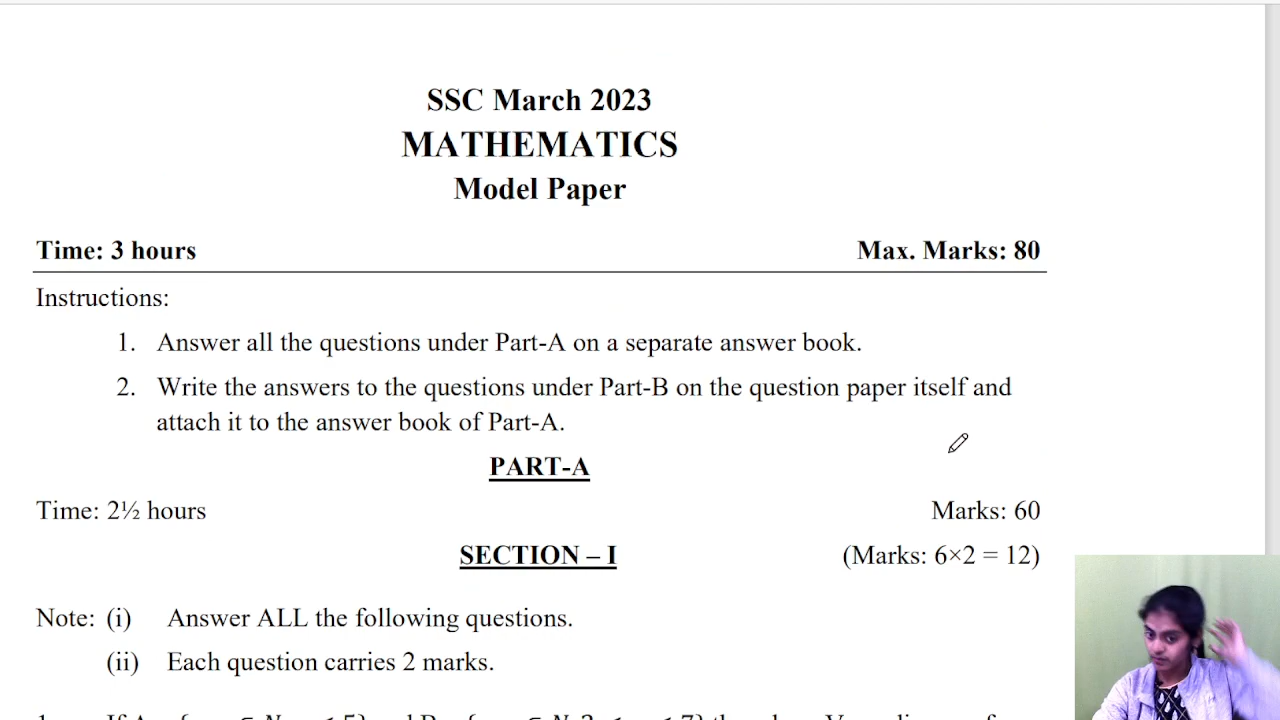 SSC March 2023
MATHEMATICS
Model Paper
Time: 3 hours Max. Marks: 80
Instructions:
1. Answer all the questions under Part-A on a separate answer book.
2. Write the answers to the questions under Part-B on the question paper itself and
attach it to the answer book of Part-A.
PART-A
Time: 2½ hours Marks: 60
SECTION – I (Marks: 6×2 = 12)
Note: (i) Answer ALL the following questions.
(ii) Each question carries 2 marks.